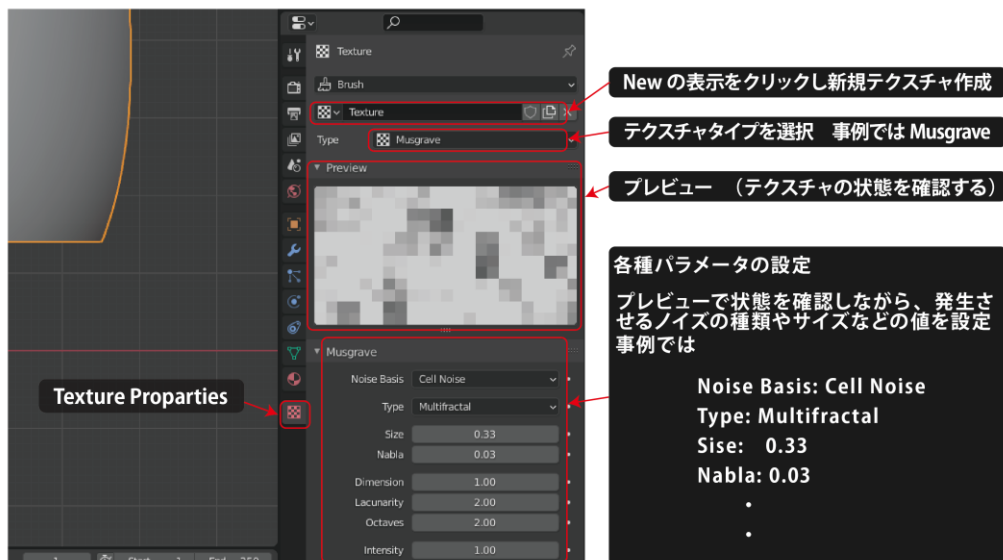 Texture
Brush
Texture
Type Musgrave
Preview
Musgrave
Noise Basis Cell Noise
Type Multifractal
Size 0.33
Nabla 0.03
Dimension 1.00
Lacunarity 2.00
Octaves 2.00
Intensity 1.00
Texture Proparties
New の表示をクリックし新規テクスチャ作成
テクスチャタイプを選択 事例では Musgrave
プレビュー （テクスチャの状態を確認する）
各種パラメータの設定
プレビューで状態を確認しながら、発生さ
せるノイズの種類やサイズなどの値を設定
事例では
Noise Basis: Cell Noise
Type: Multifractal
Sise: 0.33
Nabla: 0.03
・
・